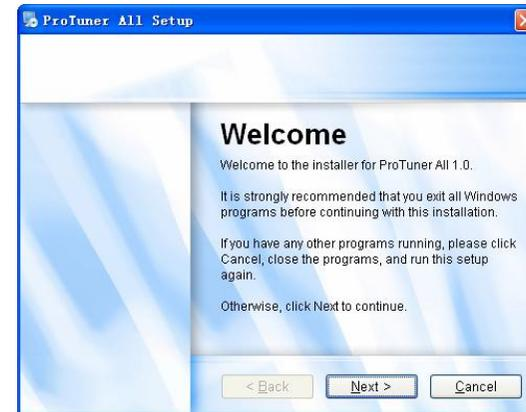 ProTuner All Setup
Welcome
Welcome to the installer for ProTuner All 1.0.
It is strongly recommended that you exit all Windows
programs before continuing with this installation.
If you have any other programs running, please click
Cancel, close the programs, and run this setup
again.
Otherwise, click Next to continue.
< Back
Next >
Cancel